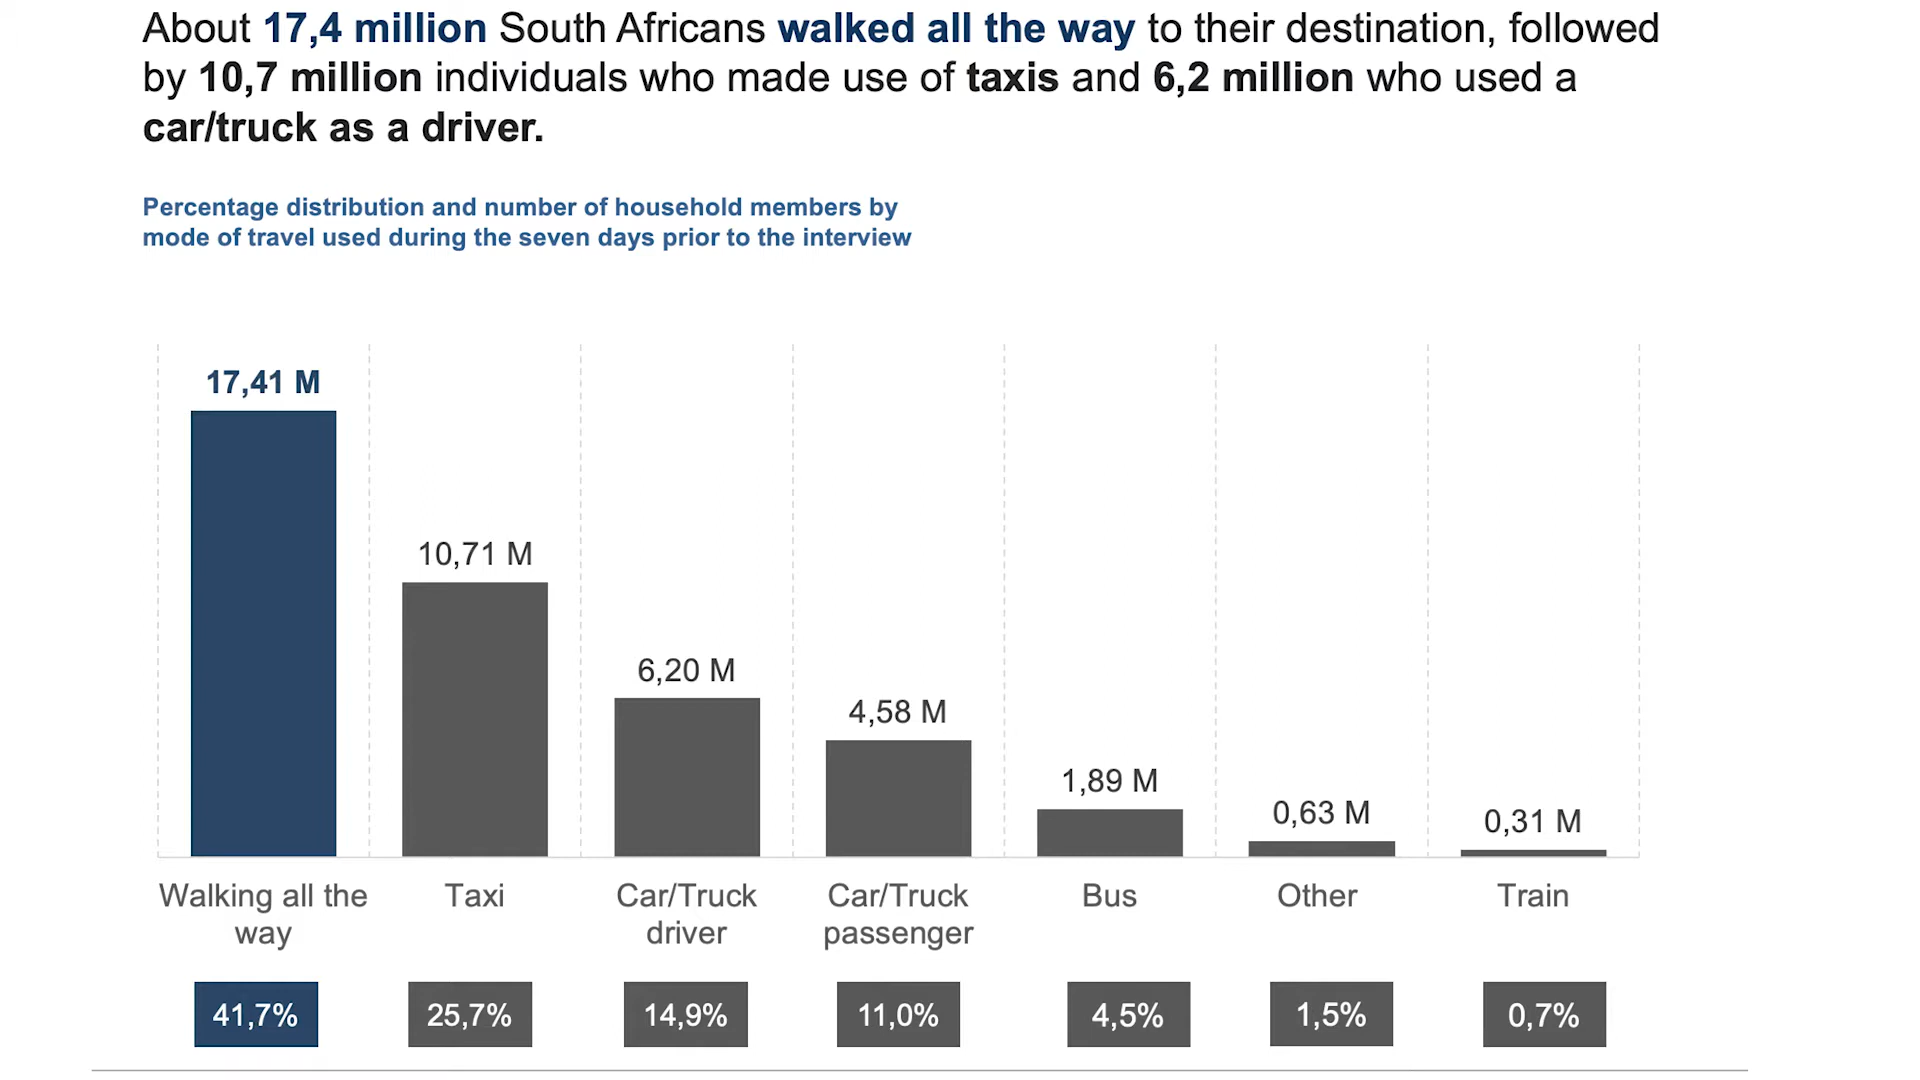 About 17,4 million South Africans walked all the way to their destination, followed
by 10,7 million individuals who made use of taxis and 6,2 million who used a
car/truck as a driver.
Percentage distribution and number of household members by
mode of travel used during the seven days prior to the interview
17,41 M
10,71 M
6,20 M
4,58 M
1,89 M
0,63 M
0,31 M
Walking all the
way
Taxi
Car/Truck
driver
Car/Truck
passenger
Bus
Other
Train
41,7%
25,7%
14,9%
11,0%
4,5%
1,5%
0,7%